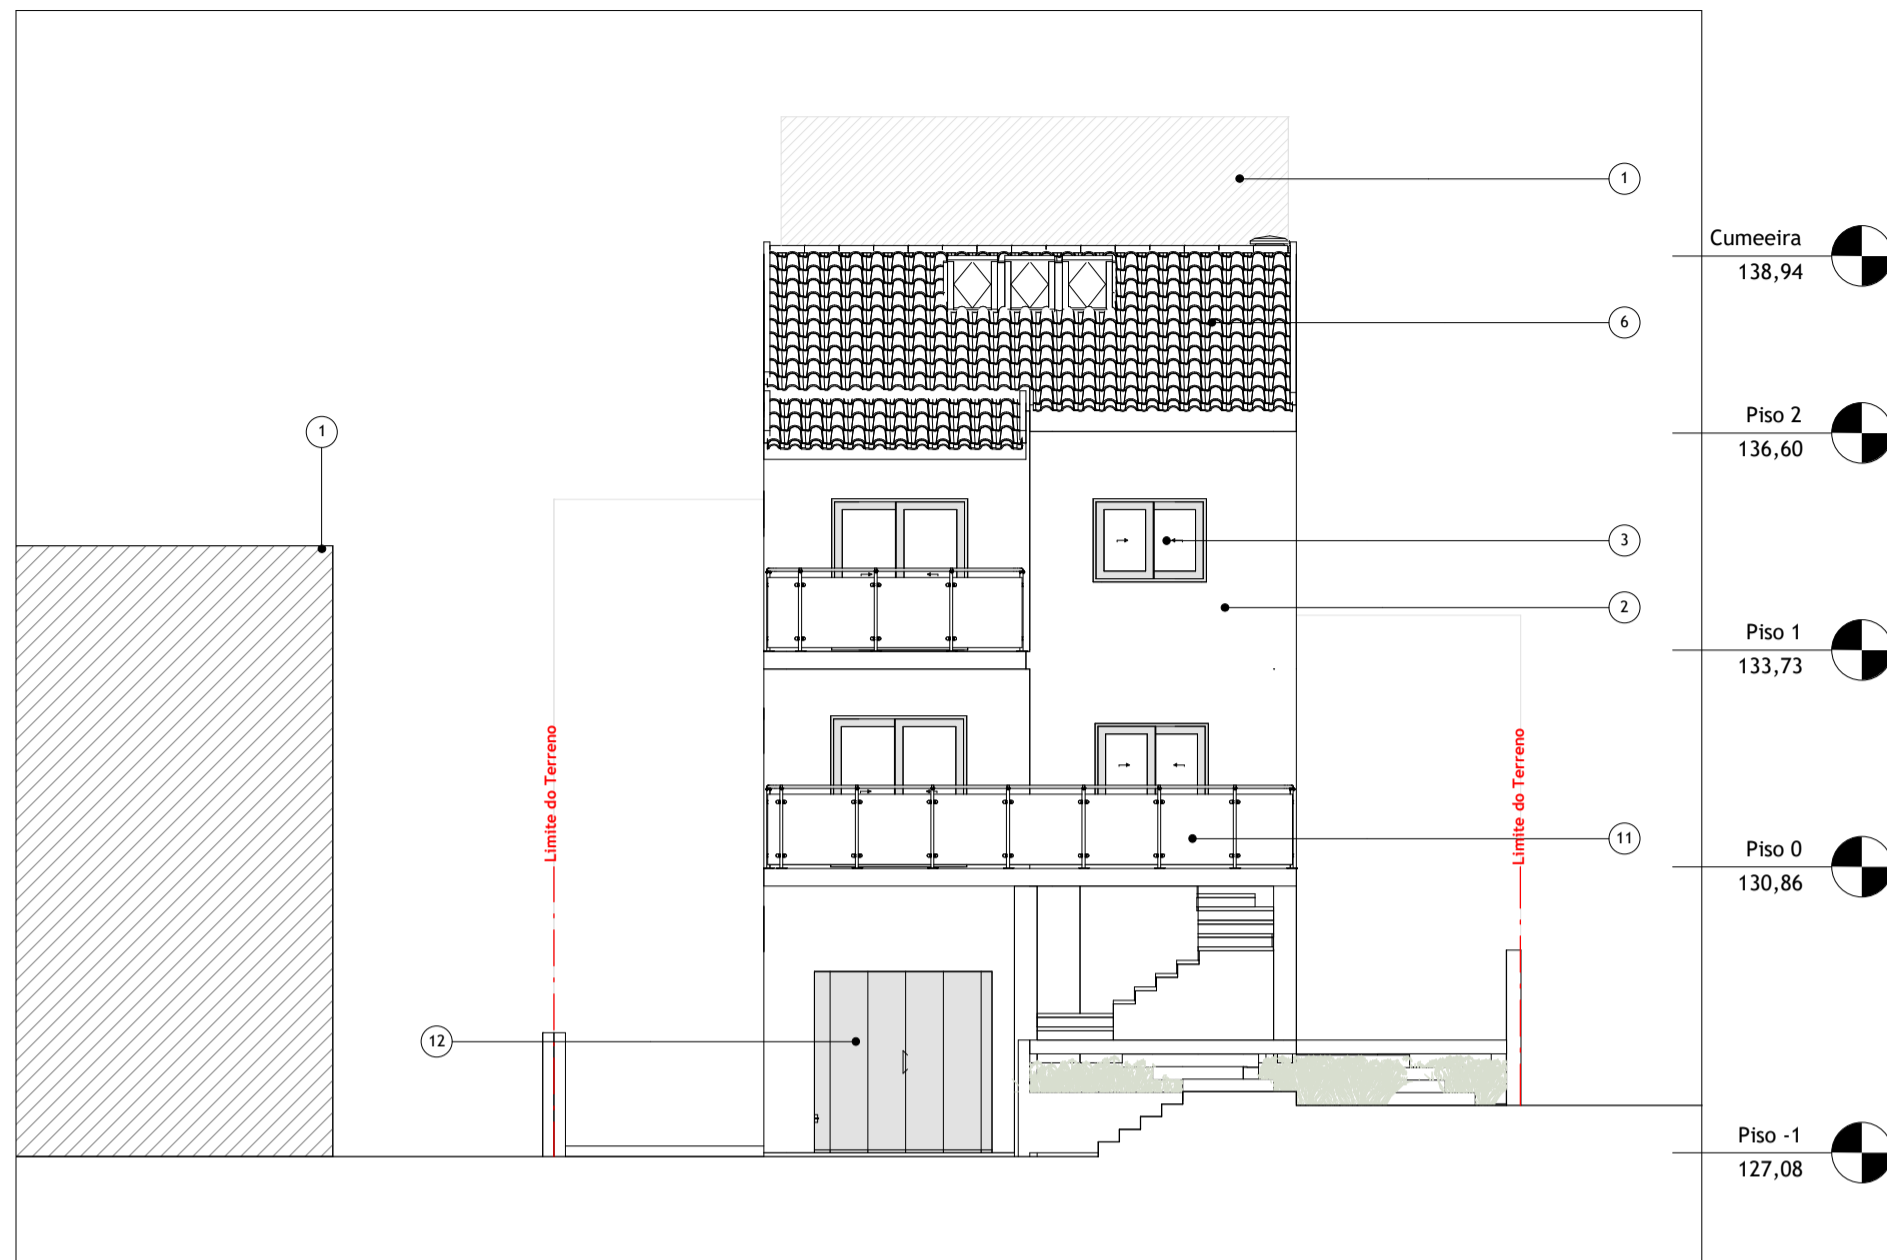 1
Cumeeira
138,94
6
Piso 2
136,60
1
3
2
Piso 1
133,73
Limite do Terreno
Limite do Terreno
11
Piso 0
130,86
12
Piso -1
127,08